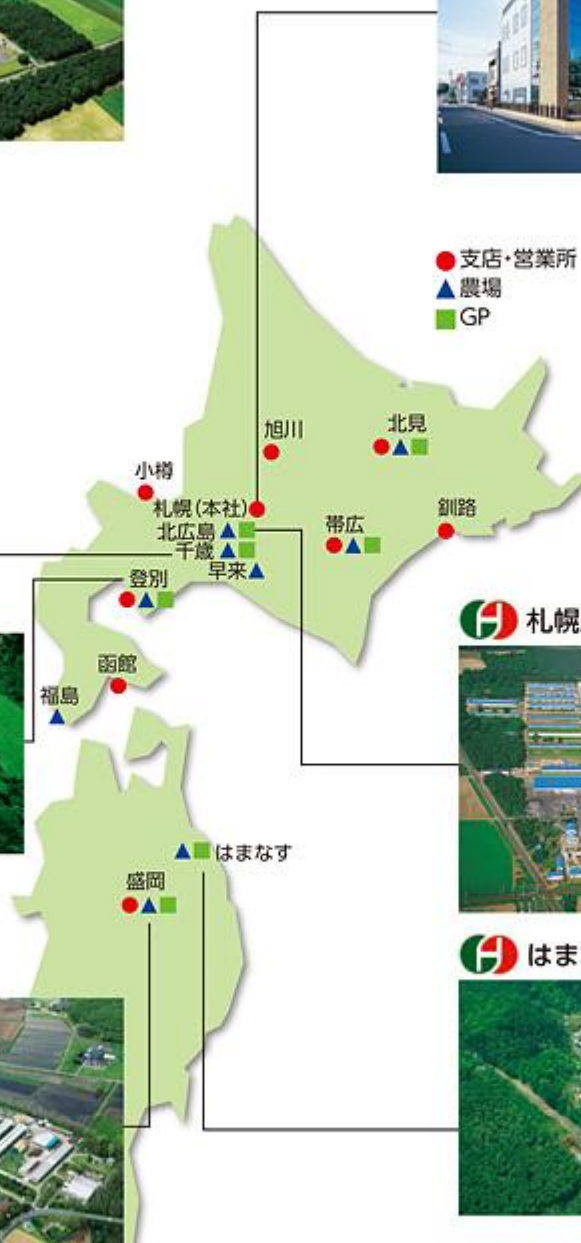 支店・営業所
農場
GP
旭川
北見
小樽
札幌(本社)
釧路
北広島
帯広
千歳
早来
登別
札幌
函館
福島
はまなす
盛岡
はま